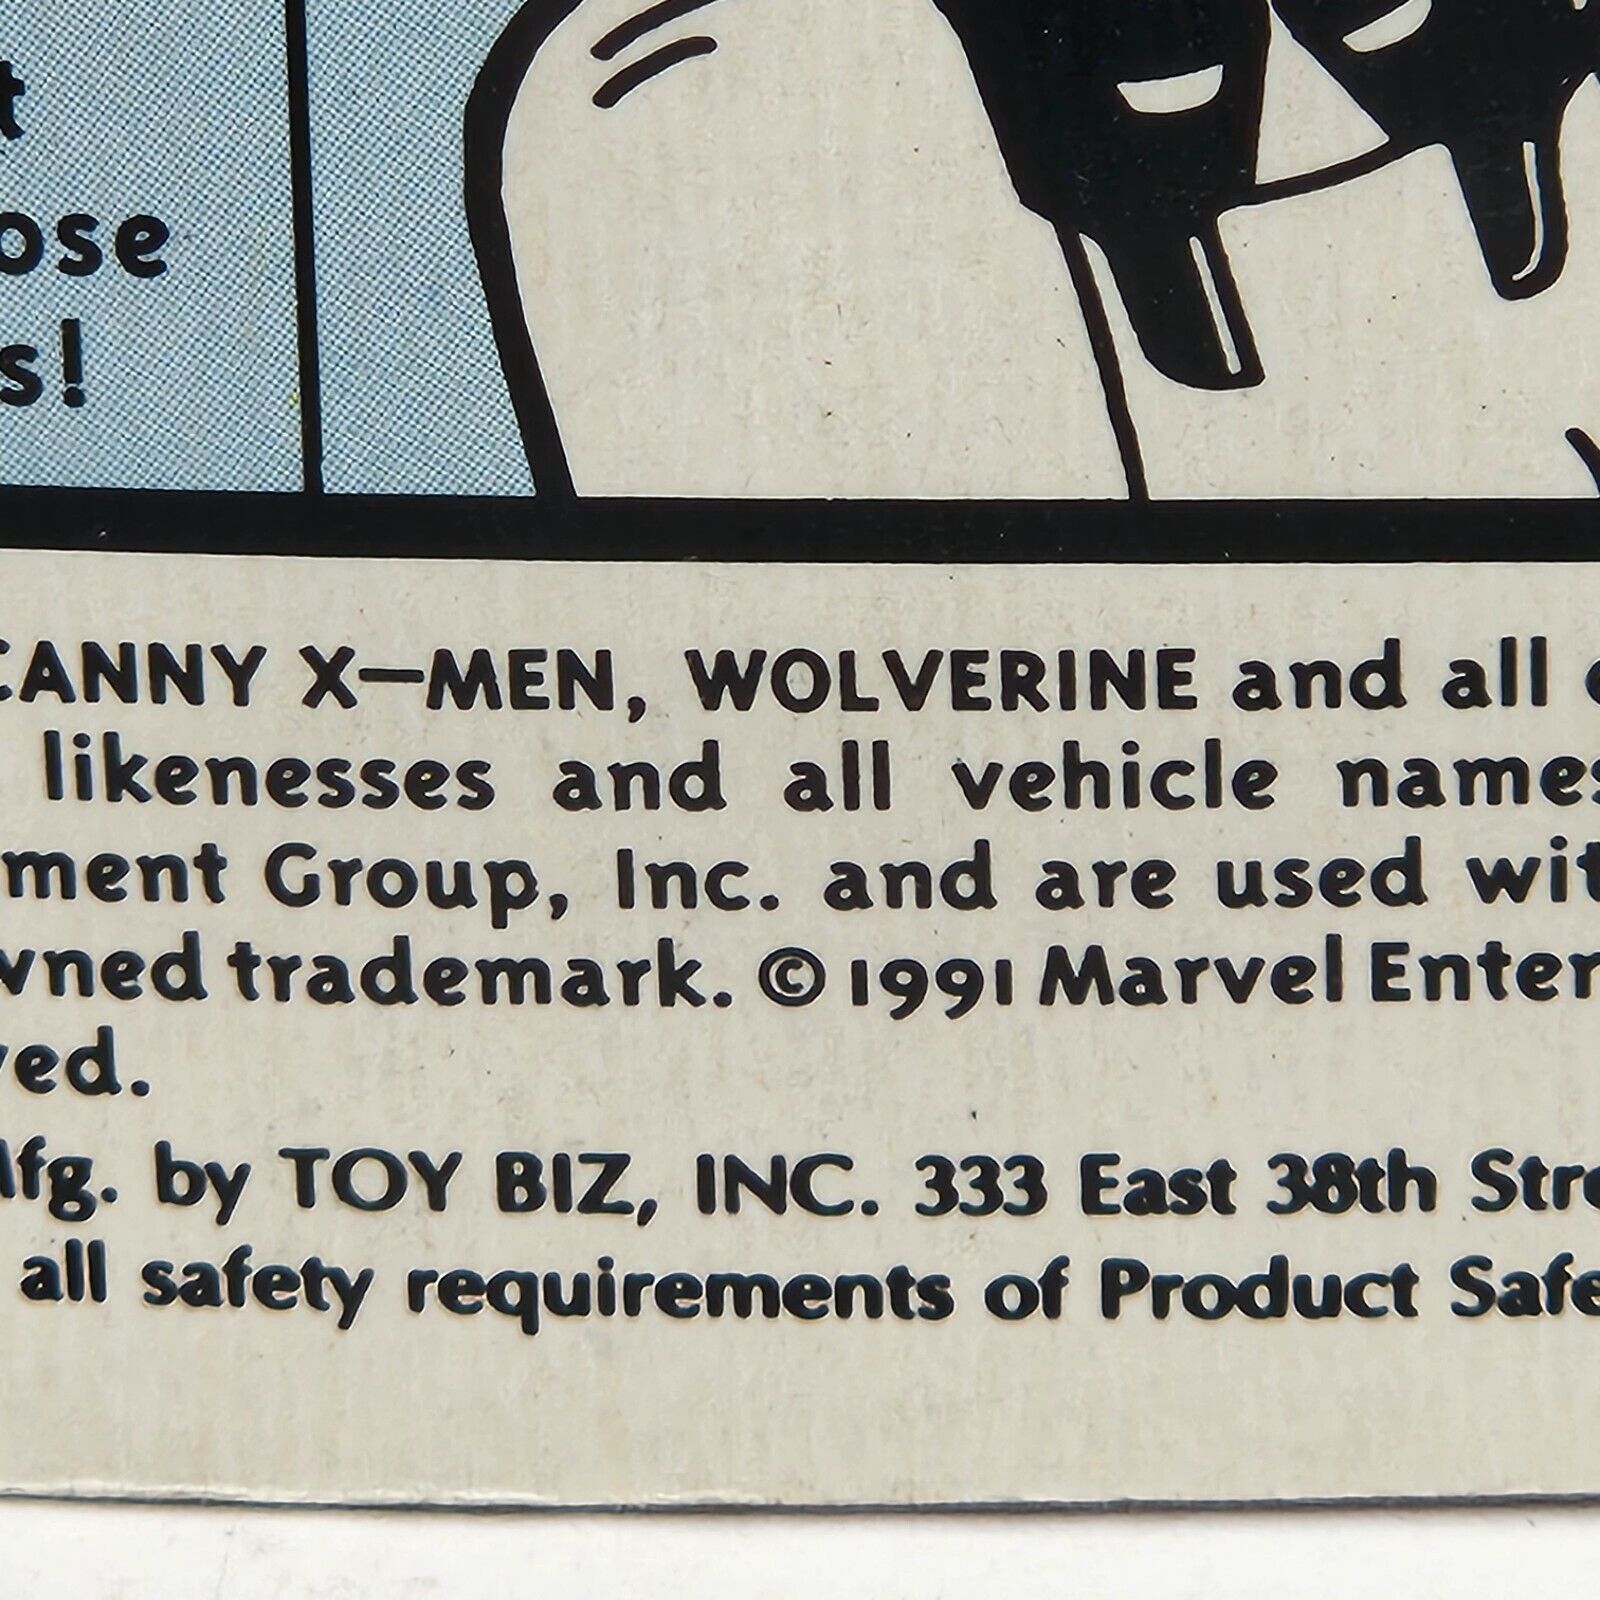 ose
s!
CANNY X—MEN, WOLVERINE and all
likenesses and all vehicle names
ment Group, Inc. and are used wit
wned trademark. © 1991 Marvel Enter
ved.
Mfg. by TOY BIZ, INC. 333 East 38th Stre
all safety requirements of Product Safe